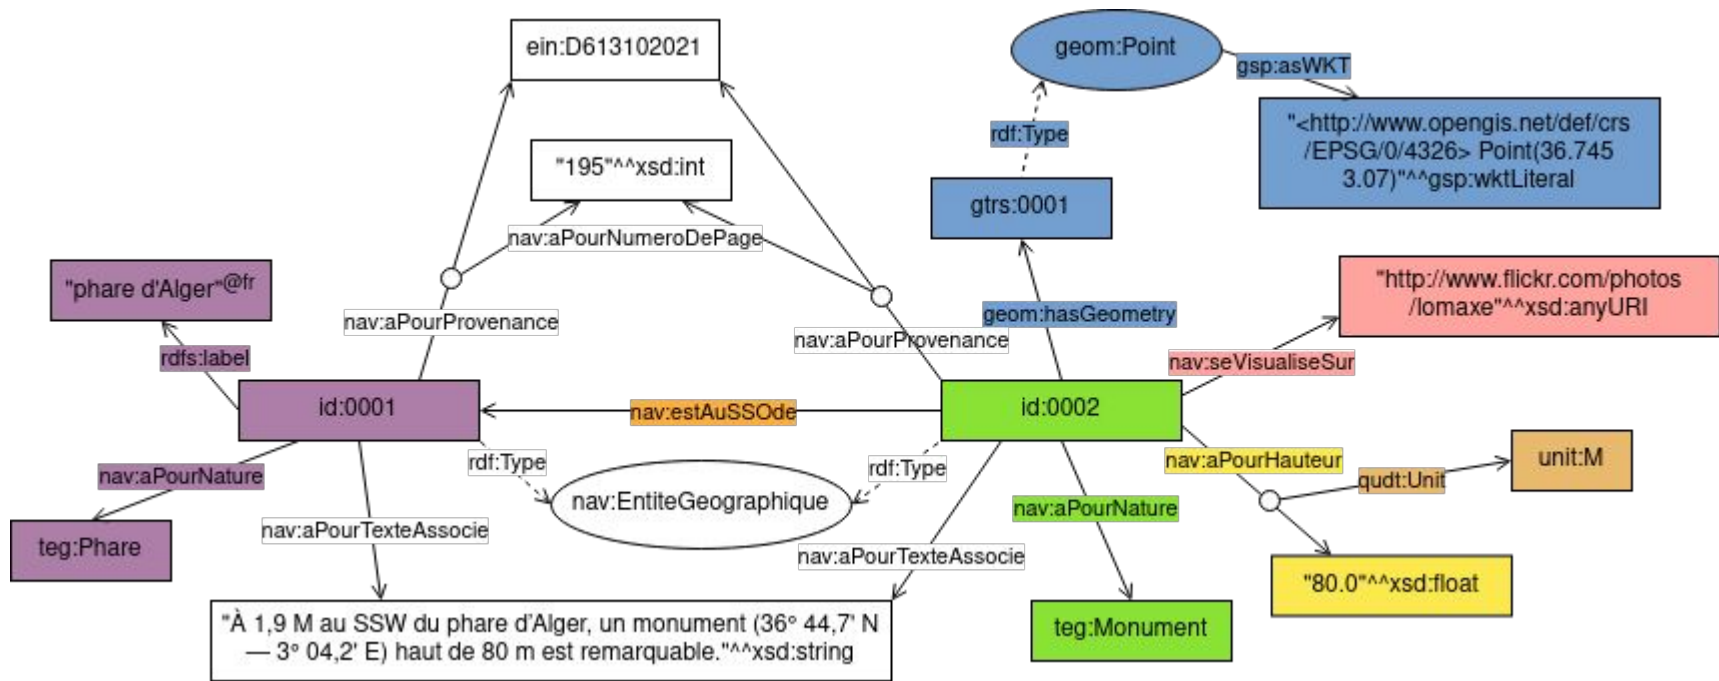 ein:D613102021
geom:Point
gsp:asWKT
"<http://www.opengis.net/def/crs
/EPSG/0/4326> Point(36.745
3.07)"^^gsp:wktLiteral
rdf:Type
"195"^^xsd:int
gtrs:0001
nav:aPourNumeroDePage
"phare d'Alger"@fr
"http://www.flickr.com/photos
/lomaxe"^^xsd:anyURI
nav:aPourProvenance
geom:hasGeometry
nav:aPourProvenance
rdfs:label
nav:seVisualiseSur
id:0001
nav:estAuSSOde
id:0002
nav:aPourNature
rdf:Type
rdf:Type
nav:aPourHauteur
qudt:Unit
unit:M
nav:EntiteGeographique
nav:aPourNature
nav:aPourTexteAssocie
teg:Phare
nav:aPourTexteAssocie
"80.0"^^xsd:float
"À 1,9 M au SSW du phare d'Alger, un monument (36° 44,7' N
— 3° 04,2' E) haut de 80 m est remarquable."^^xsd:string
teg:Monument